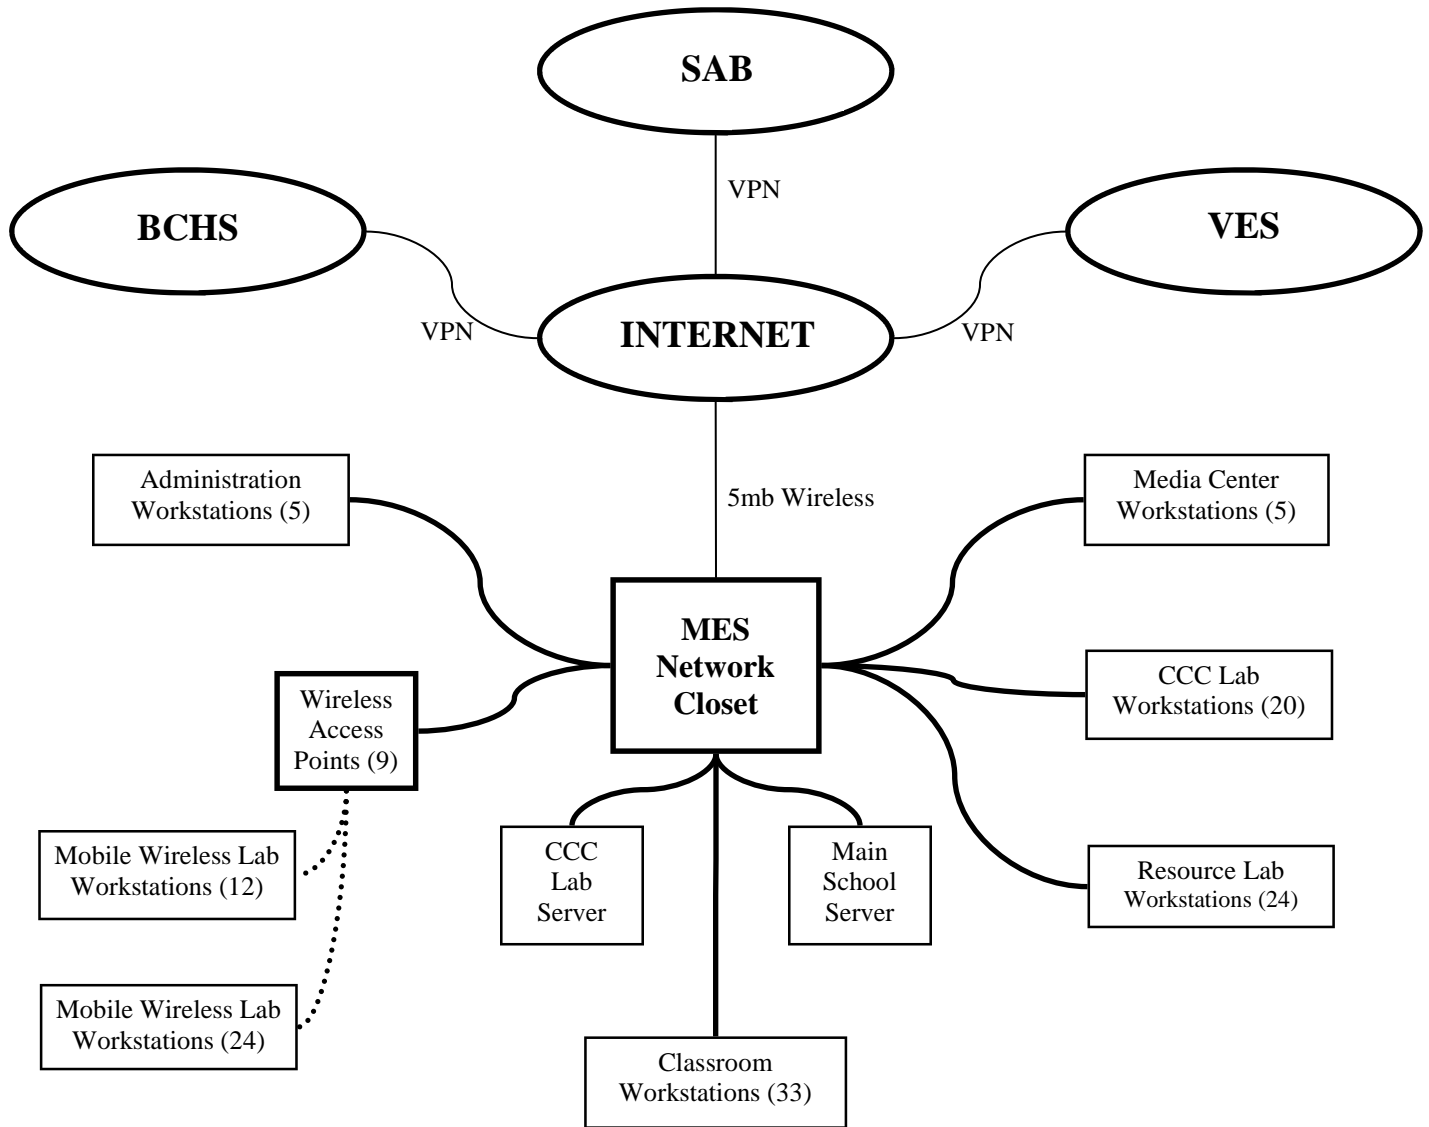 SAB
VPN
BCHS
VES
VPN
INTERNET
VPN
Administration
Workstations (5)
5mb Wireless
Media Center
Workstations (5)
MES
Network
Closet
Wireless
Access
Points (9)
CCC Lab
Workstations (20)
Mobile Wireless Lab
Workstations (12)
CCC
Lab
Server
Main
School
Server
Resource Lab
Workstations (24)
Mobile Wireless Lab
Workstations (24)
Classroom
Workstations (33)